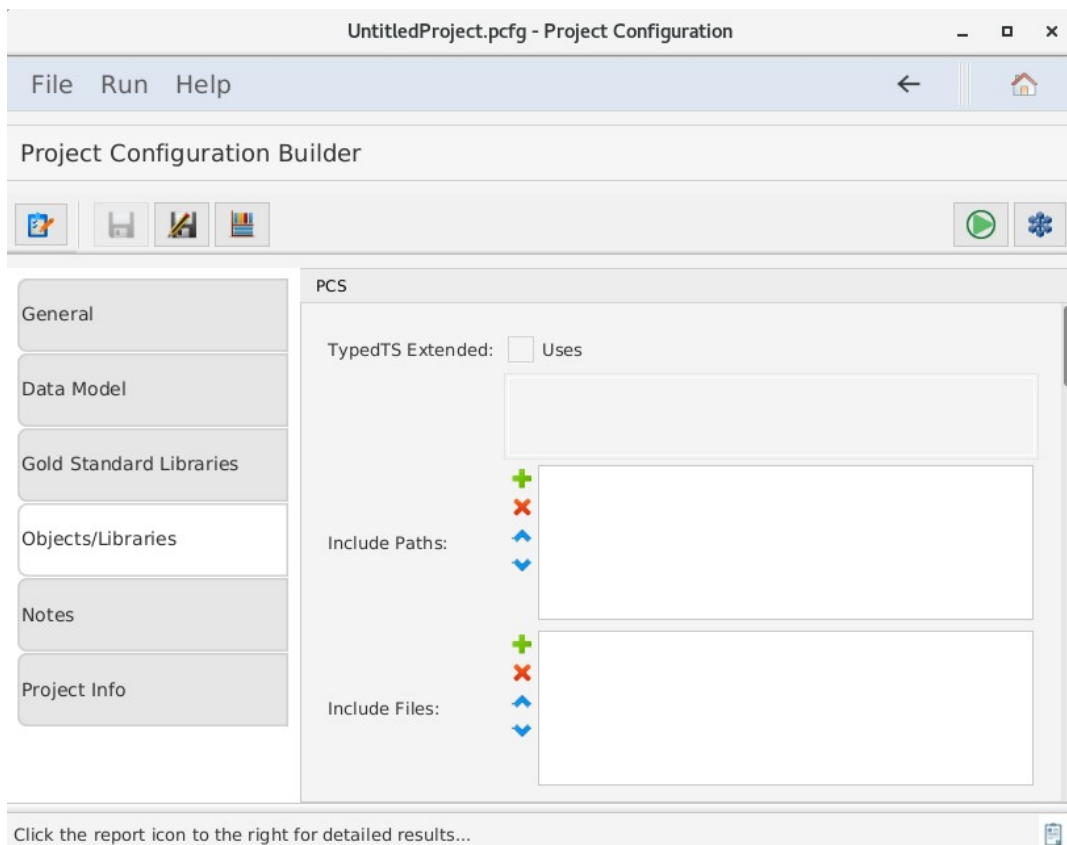 UntitledProject.pcfg - Project Configuration
File Run Help
Project Configuration Builder
General
Data Model
Gold Standard Libraries
Objects/Libraries
Notes
Project Info
PCS
TypedTS Extended: Uses
Include Paths:
Include Files:
Click the report icon to the right for detailed results...